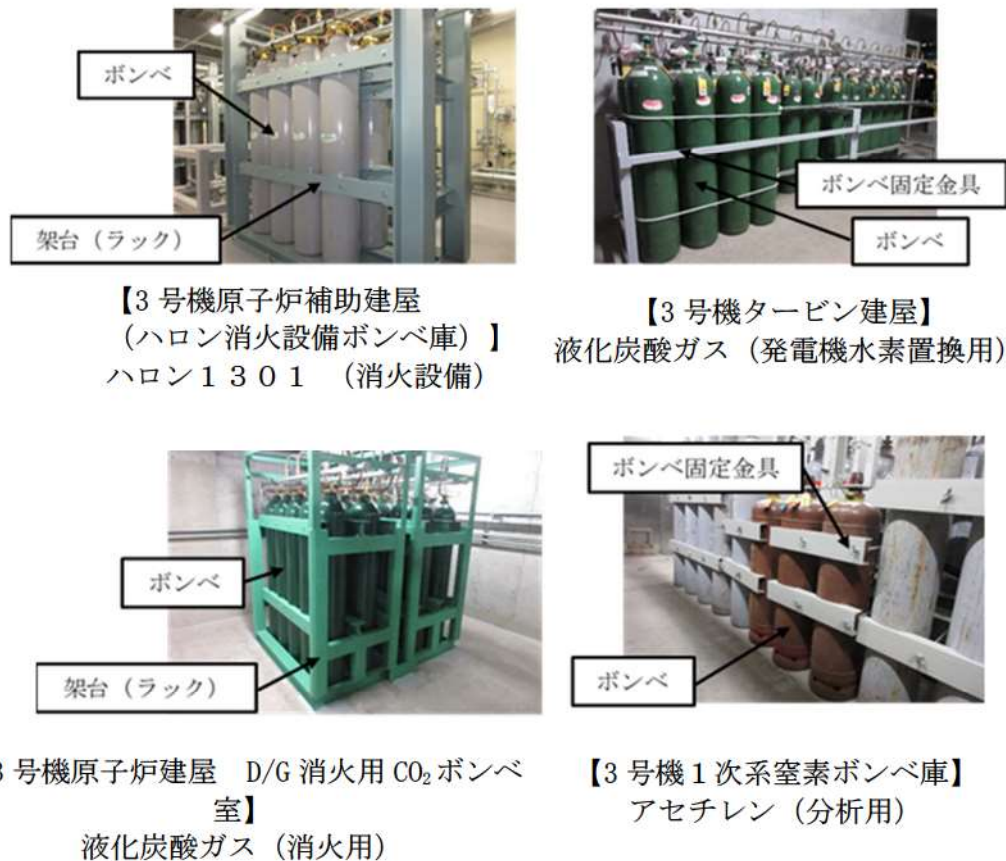 ボンベ
架台（ラック）
ボンベ固定金具
ボンベ
【3 号機原子炉補助建屋
（ハロン消火設備ボンベ庫）】
ハロン１３０１　（消火設備）
【3 号機タービン建屋】
液化炭酸ガス（発電機水素置換用）
ボンベ
架台（ラック）
ボンベ固定金具
ボンベ
号機原子炉建屋　D/G 消火用 CO₂ ボンベ
室】
液化炭酸ガス（消火用）
【3 号機１次系窒素ボンベ庫】
アセチレン（分析用）